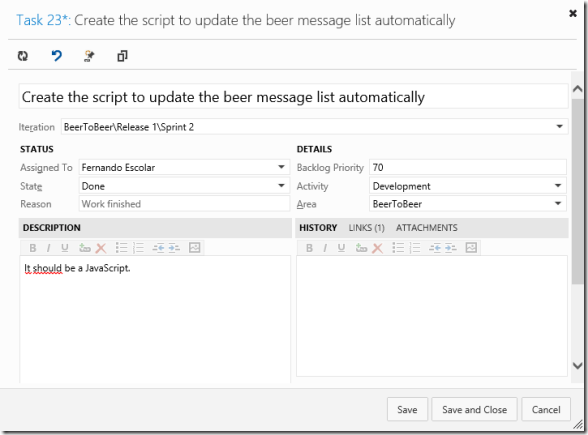 Task 23*: Create the script to update the beer message list automatically
Create the script to update the beer message list automatically
Iteration BeerToBeer\Release 1\Sprint 2
STATUS
DETAILS
Assigned To Fernando Escolar
Backlog Priority 70
State Done
Activity Development
Reason Work finished
Area BeerToBeer
DESCRIPTION
HISTORY LINKS (1) ATTACHMENTS
B I U
B I U
It should be a JavaScript.
Save Save and Close Cancel